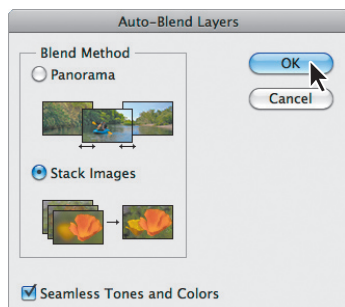 Auto-Blend Layers
Blend Method
Panorama
Stack Images
OK
Cancel
Seamless Tones and Colors